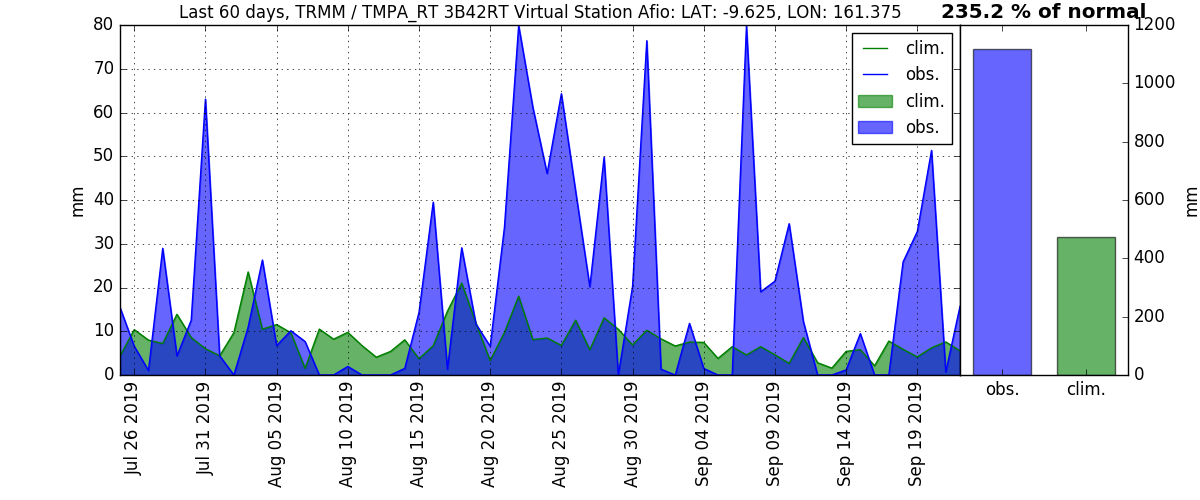 Last 60 days, TRMM / TMPA_RT 3B42RT Virtual Station Afio: LAT: -9.625, LON: 161.375
235.2 % of normal
80
70
60
50
40
30
20
10
0
mm
clim.
obs.
clim.
obs.
Jul 26 2019
Jul 31 2019
Aug 05 2019
Aug 10 2019
Aug 15 2019
Aug 20 2019
Aug 25 2019
Aug 30 2019
Sep 04 2019
Sep 09 2019
Sep 14 2019
Sep 19 2019
1200
1000
800
600
400
200
0
mm
obs.
clim.